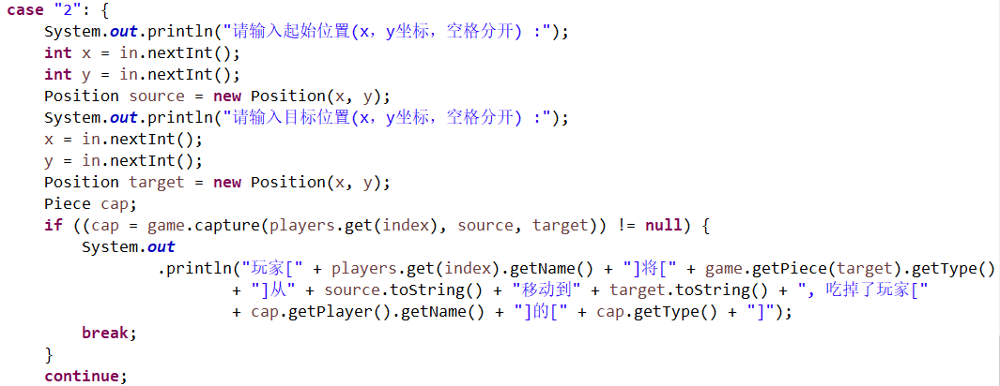 case "2": {
System.out.println("请输入起始位置(x，y坐标，空格分开) :");
int x = in.nextInt();
int y = in.nextInt();
Position source = new Position(x, y);
System.out.println("请输入目标位置(x，y坐标，空格分开) :");
x = in.nextInt();
y = in.nextInt();
Position target = new Position(x, y);
Piece cap;
if ((cap = game.capture(players.get(index), source, target)) != null) {
System.out
.println("玩家[" + players.get(index).getName() + "]将[" + game.getPiece(target).getType()
+ "]从" + source.toString() + "移动到" + target.toString() + ", 吃掉了玩家["
+ cap.getPlayer().getName() + "]的[" + cap.getType() + "]");
break;
}
continue;